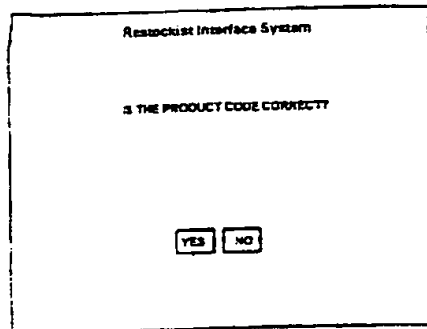 Restockist Interface System
IS THE PRODUCT CODE CORRECT?
YES NO